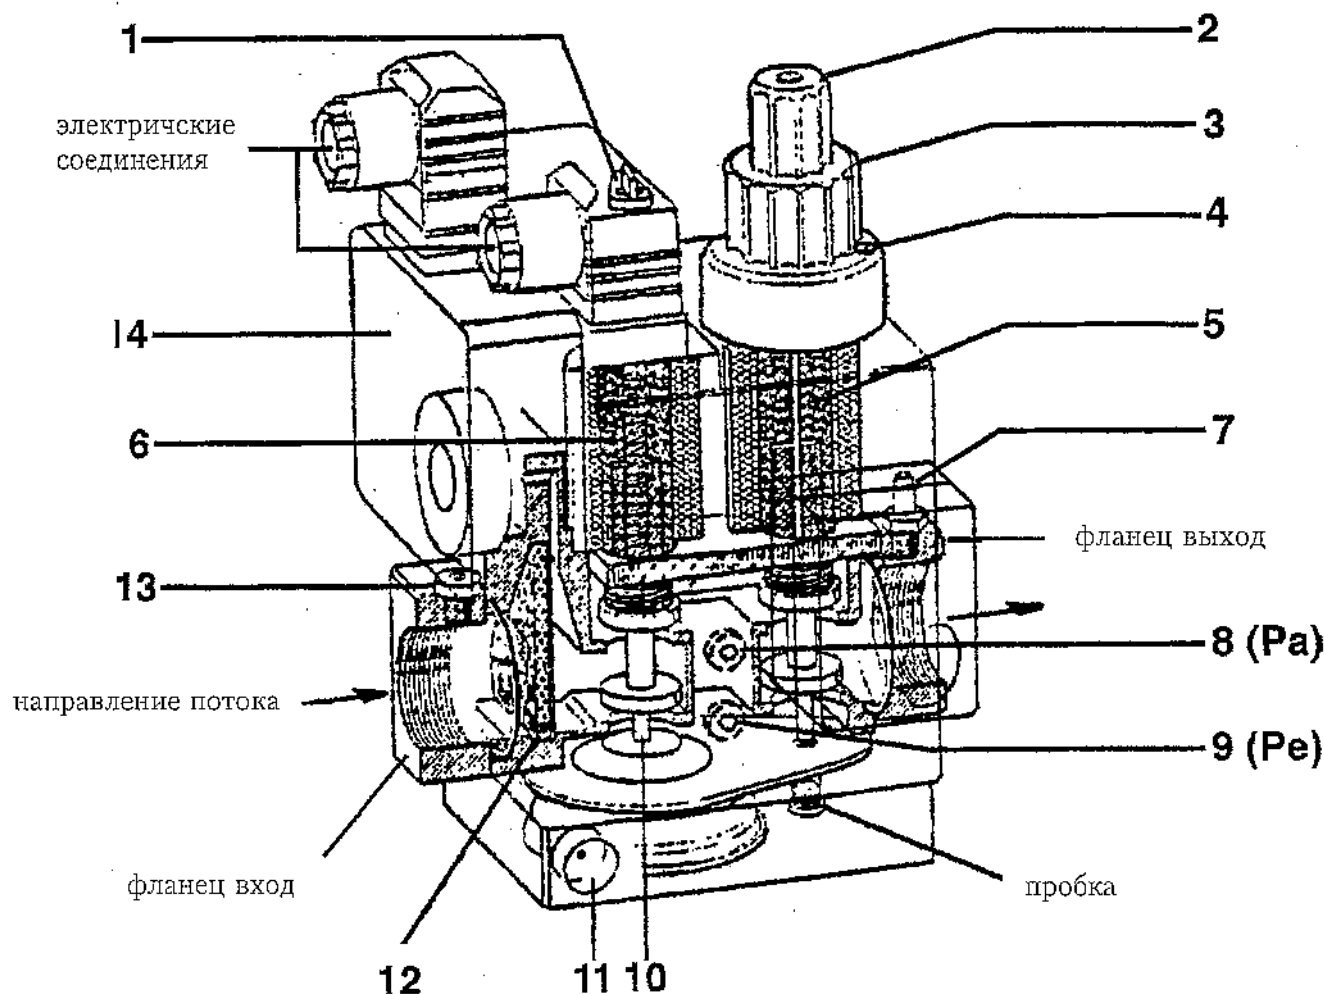 1
2
электричские
соединения
3
4
14
5
6
7
фланец выход
13
8 (Pa)
направление потока
9 (Pe)
фланец вход
пробка
12
11
10